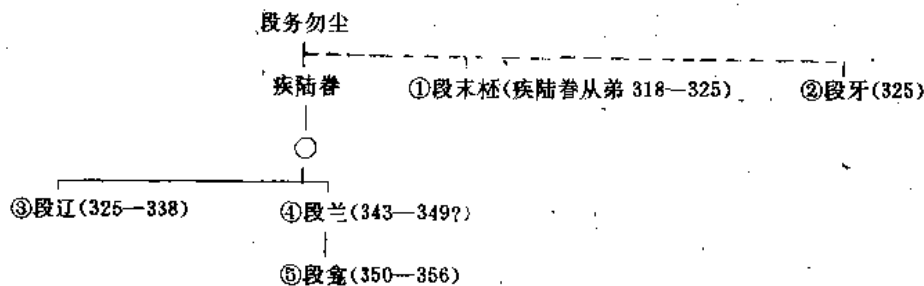 段务勿尘
疾陆眷 ①段末柸(疾陆眷从弟 318—325) ②段牙(325)
③段辽(325—338) ④段兰(343—349?)
⑤段龛(350—356)